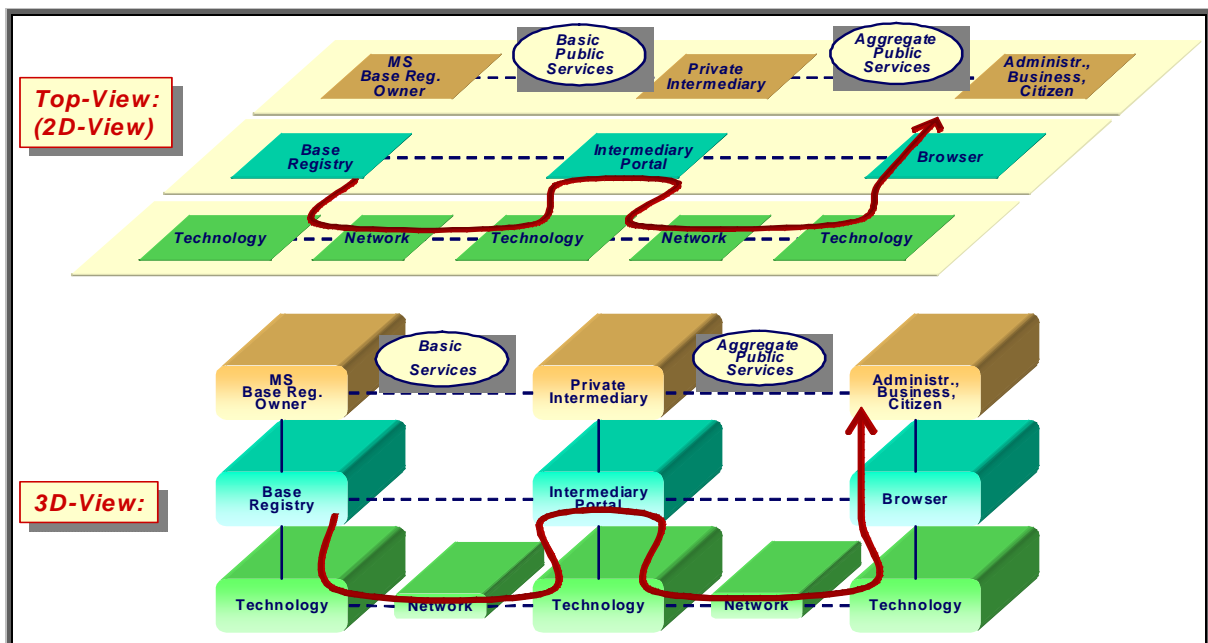 Top-View:
(2D-View)
MS
Base Reg.
Owner
Basic
Public
Services
Private
Intermediary
Aggregate
Public
Services
Administr.,
Business,
Citizen
Base
Registry
Intermediary
Portal
Browser
Technology
Network
Technology
Network
Technology
3D-View:
MS
Base Reg.
Owner
Basic
Services
Private
Intermediary
Aggregate
Public
Services
Administr.,
Business,
Citizen
Base
Registry
Intermediary
Portal
Browser
Technology
Network
Technology
Network
Technology